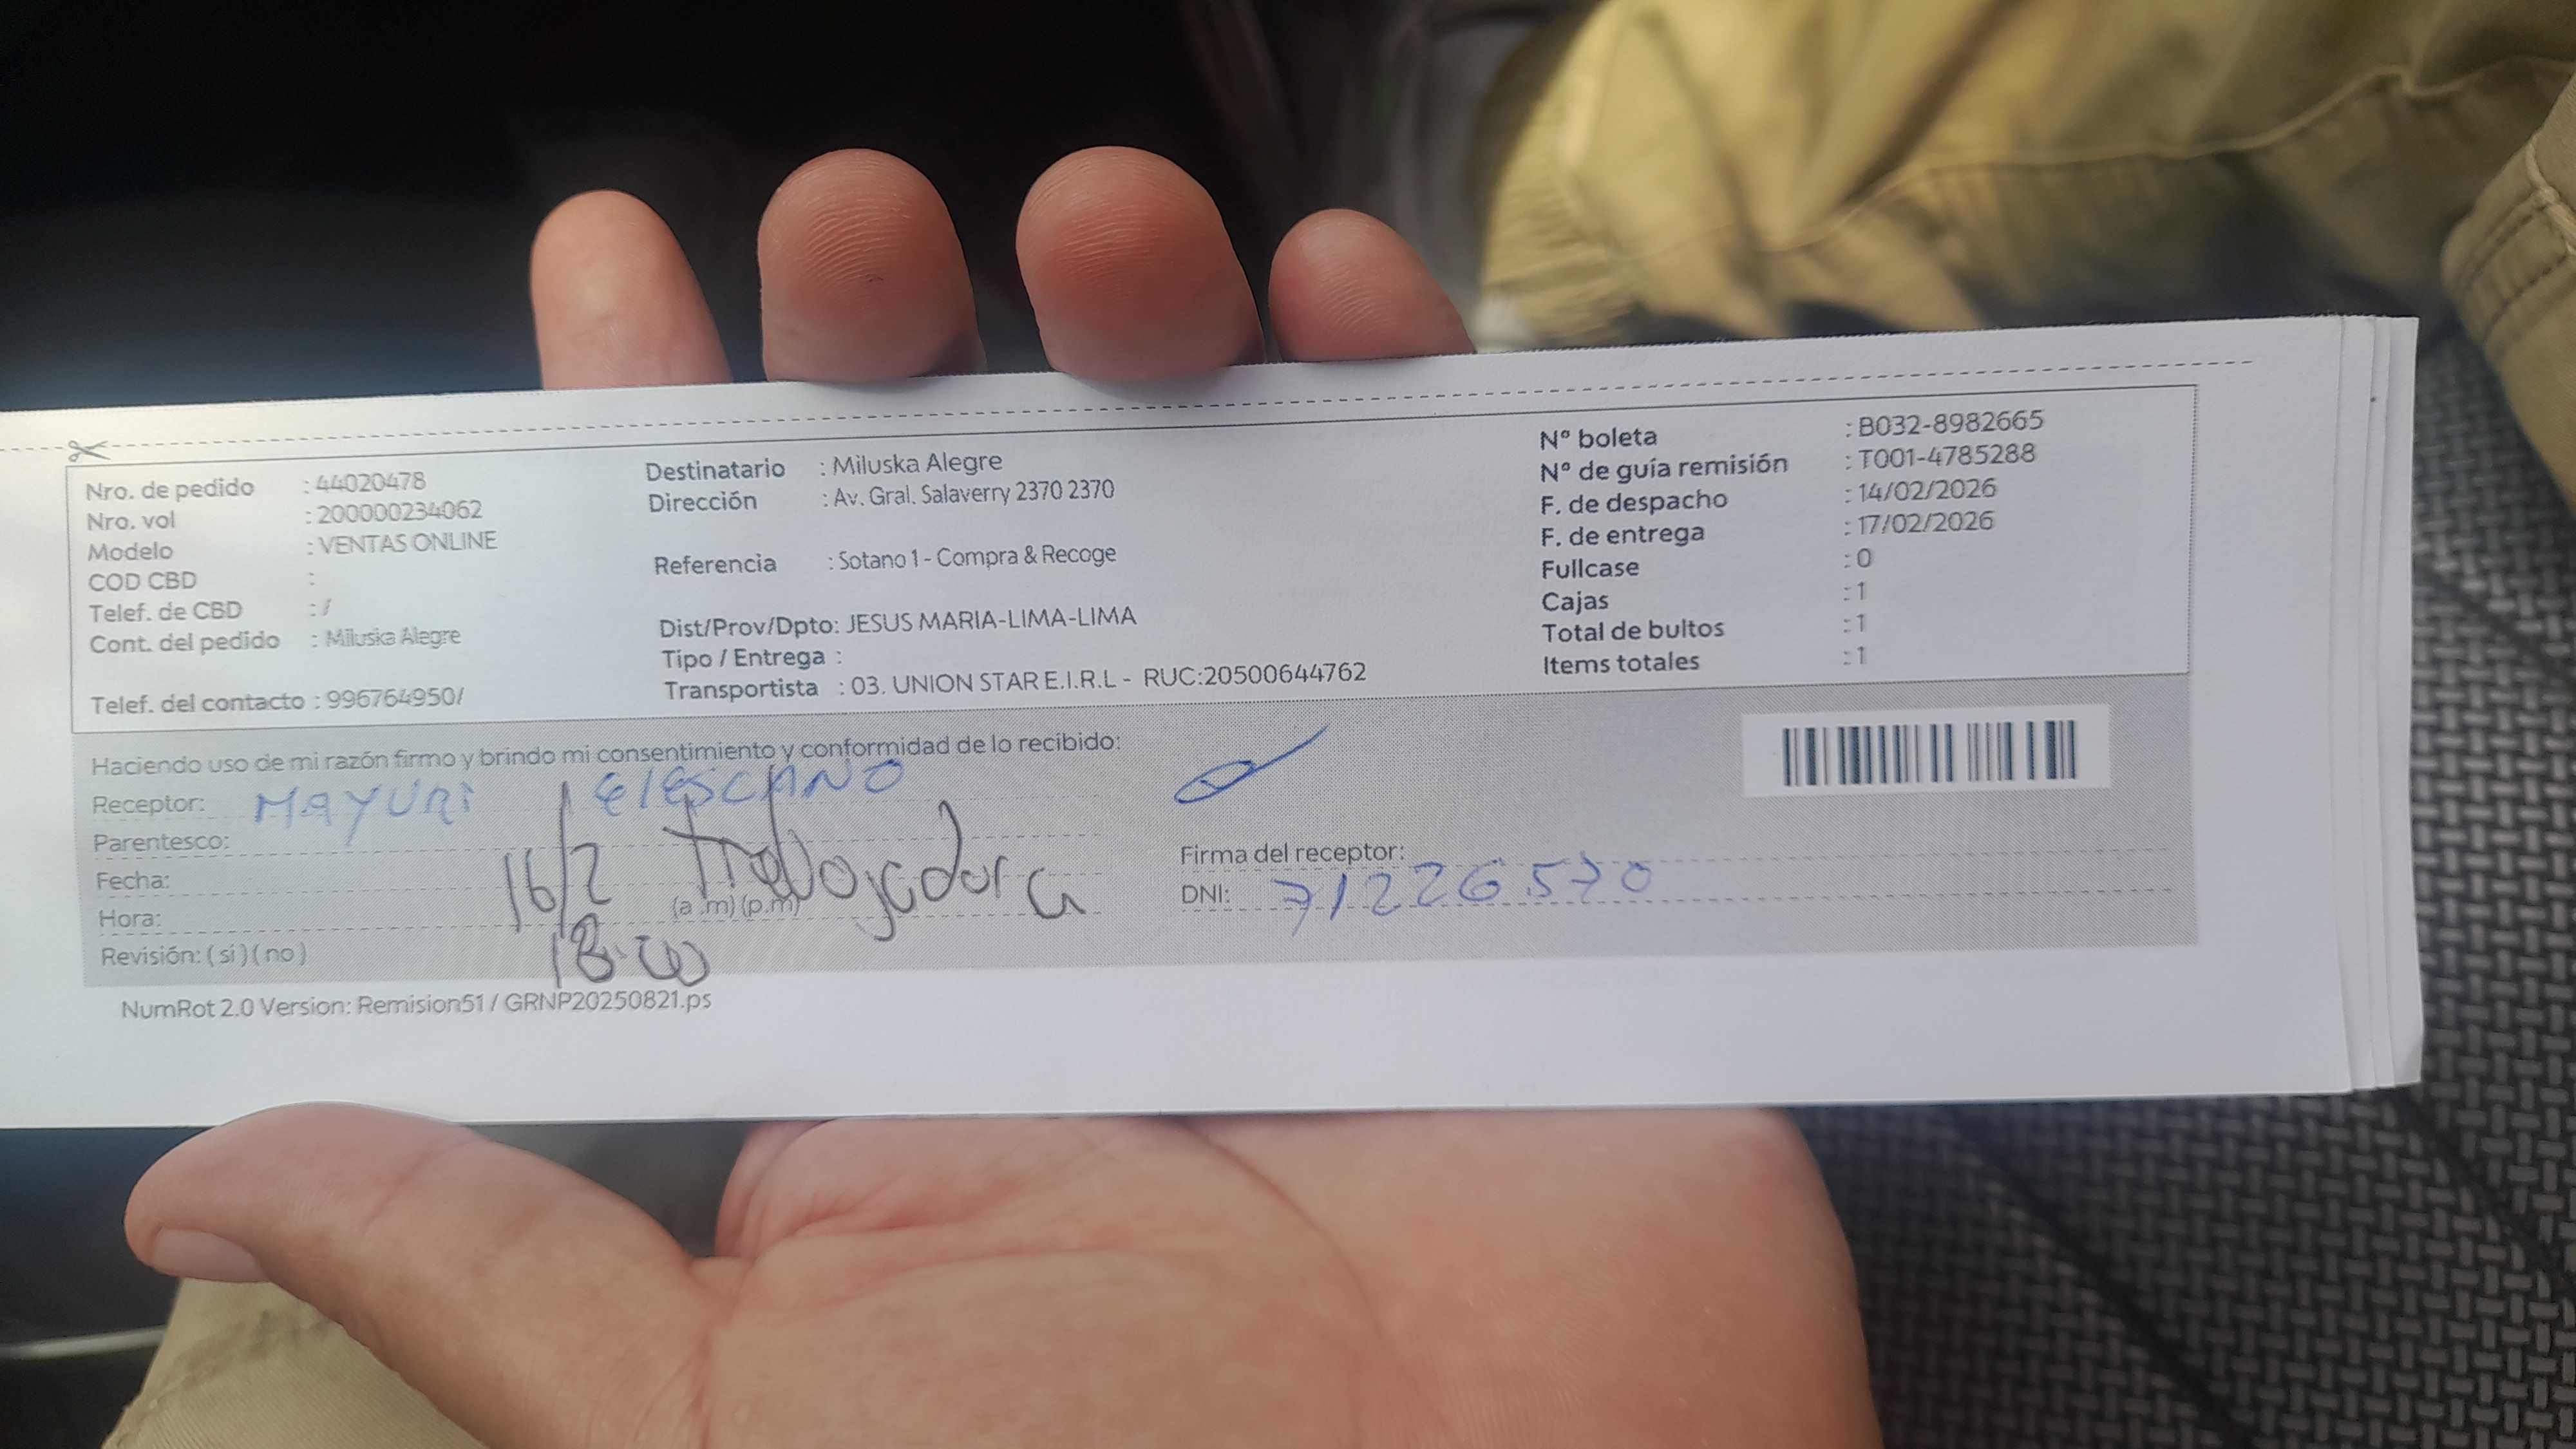 Nro. de pedido : 44020478
Nro. vol : 200000234062
Modelo : VENTAS ONLINE
COD CBD :
Telef. de CBD : /
Cont. del pedido : Miluska Alegre
Telef. del contacto : 996764950/
Destinatario : Miluska Alegre
Dirección : Av. Gral. Salaverry 2370 2370
Referencia : Sotano 1 - Compra & Recoge
Dist/Prov/Dpto: JESUS MARIA-LIMA-LIMA
Tipo / Entrega :
Transportista : 03. UNION STAR E.I.R.L - RUC:20500644762
Nº boleta : B032-8982665
Nº de guía remisión : T001-4785288
F. de despacho : 14/02/2026
F. de entrega : 17/02/2026
Fullcase : 0
Cajas : 1
Total de bultos : 1
Items totales : 1
Haciendo uso de mi razón firmo y brindo mi consentimiento y conformidad de lo recibido:
Receptor: MAYURI TElESCANO
Parentesco: Trabajadora
Fecha: 16/2
Hora: 18:00 (a .m) (p.m)
Revisión: ( sí ) ( no )
Firma del receptor:
DNI: 71226570
NumRot 2.0 Version: Remision51 / GRNP20250821.ps